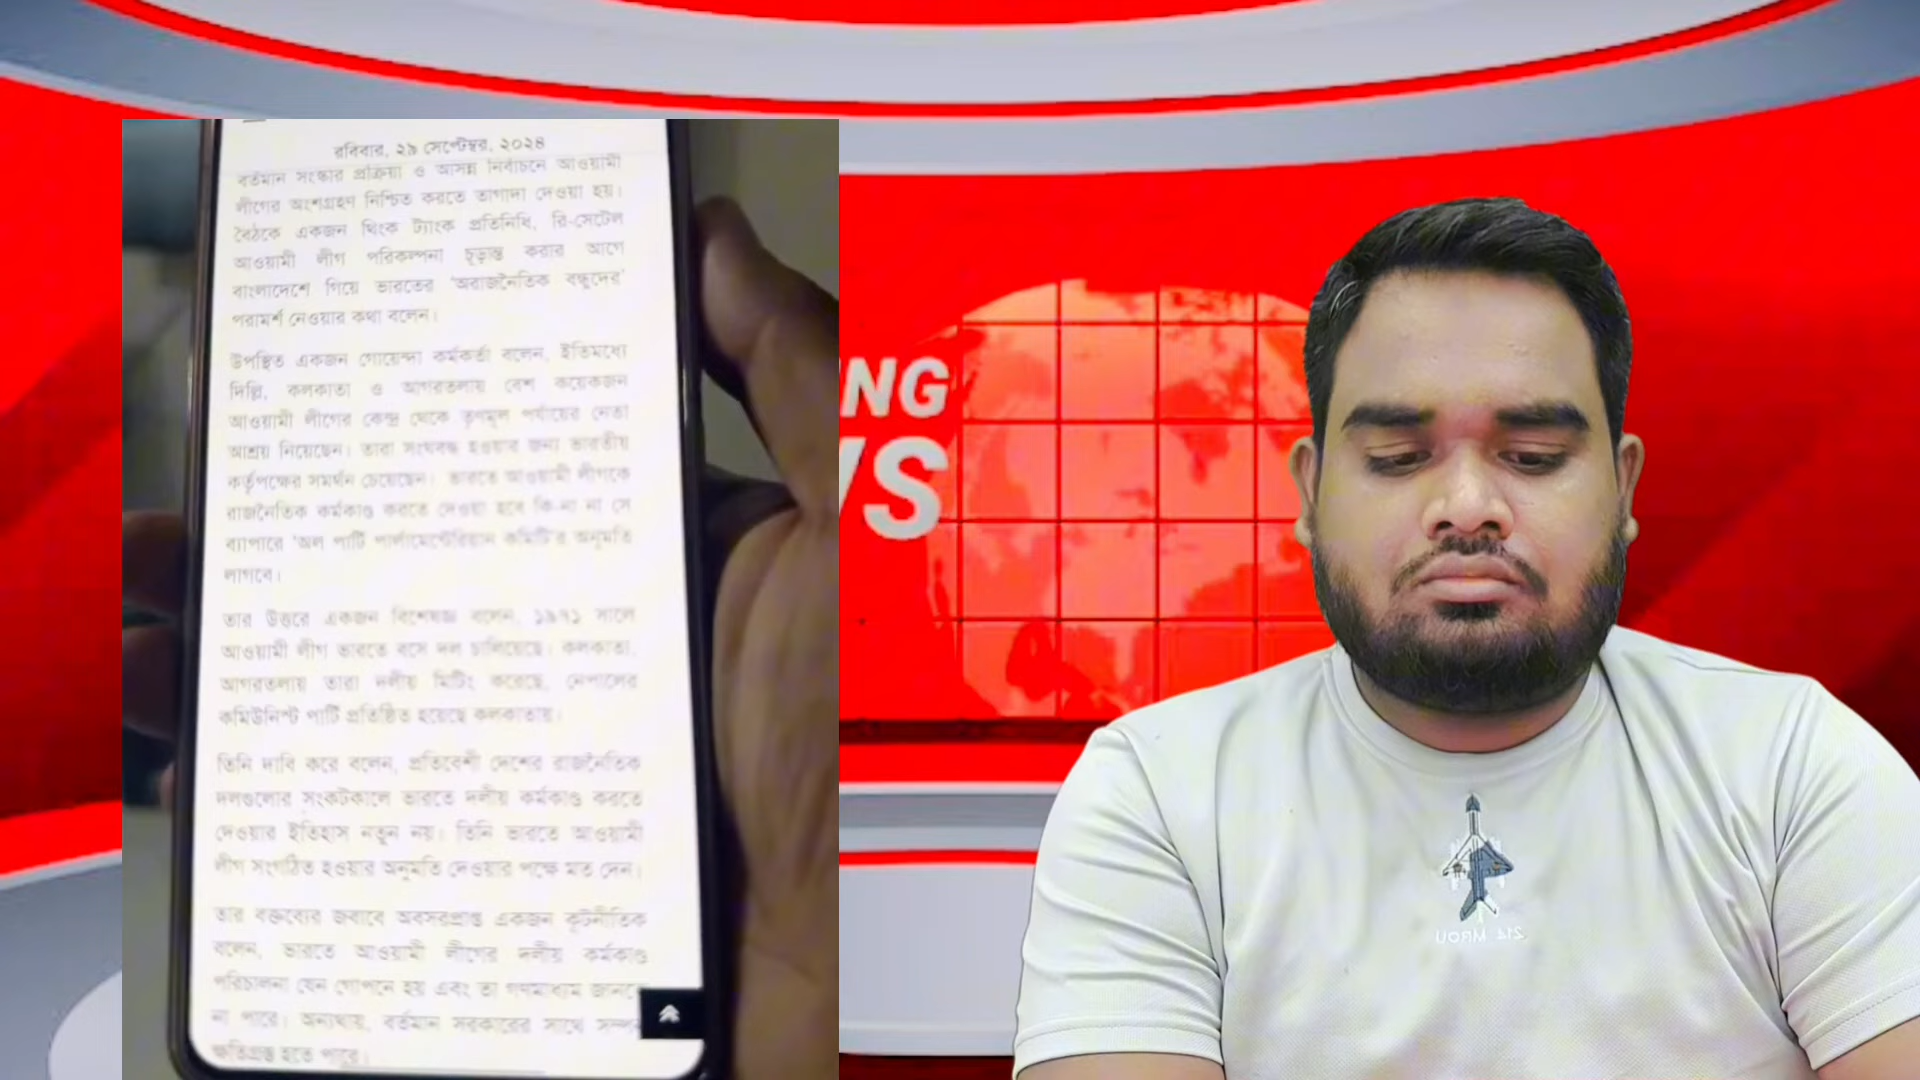 রবিবার, ২৯ সেপ্টেম্বর, ২০২৪
বর্তমান সংস্কার প্রক্রিয়া ও আসন্ন নির্বাচনে আওয়ামী
লীগের অংশগ্রহণ নিশ্চিত করতে তাগাদা দেওয়া হয়।
বৈঠকে একজন থিংক ট্যাংক প্রতিনিধি, রি-সেটেল
আওয়ামী লীগ পরিকল্পনা চূড়ান্ত করার আগে
বাংলাদেশে গিয়ে ভারতের 'অরাজনৈতিক বন্ধুদের'
পরামর্শ নেওয়ার কথা বলেন।
উপস্থিত একজন গোয়েন্দা কর্মকর্তা বলেন, ইতিমধ্যে
দিল্লি, কলকাতা ও আগরতলায় বেশ কয়েকজন
আওয়ামী লীগের কেন্দ্র থেকে তৃণমূল পর্যায়ের নেতা
আশ্রয় নিয়েছেন। তারা সংঘবদ্ধ হওয়ার জন্য ভারতীয়
কর্তৃপক্ষের সমর্থন চেয়েছেন। ভারতে আওয়ামী লীগকে
রাজনৈতিক কর্মকাণ্ড করতে দেওয়া হবে কি-না না সে
ব্যাপারে 'অল পার্টি পার্লামেন্টেরিয়ান কমিটি'র অনুমতি
লাগবে।
তার উত্তরে একজন বিশেষজ্ঞ বলেন, ১৯৭১ সালে
আওয়ামী লীগ ভারতে বসে দল চালিয়েছে। কলকাতা,
আগরতলায় তারা দলীয় মিটিং করেছে, নেপালের
কমিউনিস্ট পার্টি প্রতিষ্ঠিত হয়েছে কলকাতায়।
তিনি দাবি করে বলেন, প্রতিবেশী দেশের রাজনৈতিক
দলগুলোর সংকটকালে ভারতে দলীয় কর্মকাণ্ড করতে
দেওয়ার ইতিহাস নতুন নয়। তিনি ভারতে আওয়ামী
লীগ সংগঠিত হওয়ার অনুমতি দেওয়ার পক্ষে মত দেন।
তার বক্তব্যের জবাবে অবসরপ্রাপ্ত একজন কূটনীতিক
বলেন, ভারতে আওয়ামী লীগের দলীয় কর্মকাণ্ড
পরিচালনা যেন গোপনে হয় এবং তা গণমাধ্যম জানতে
না পারে। অন্যথায়, বর্তমান সরকারের সাথে
ক্ষতিগ্রস্ত হতে পারে।
ING
WS
214 MROU